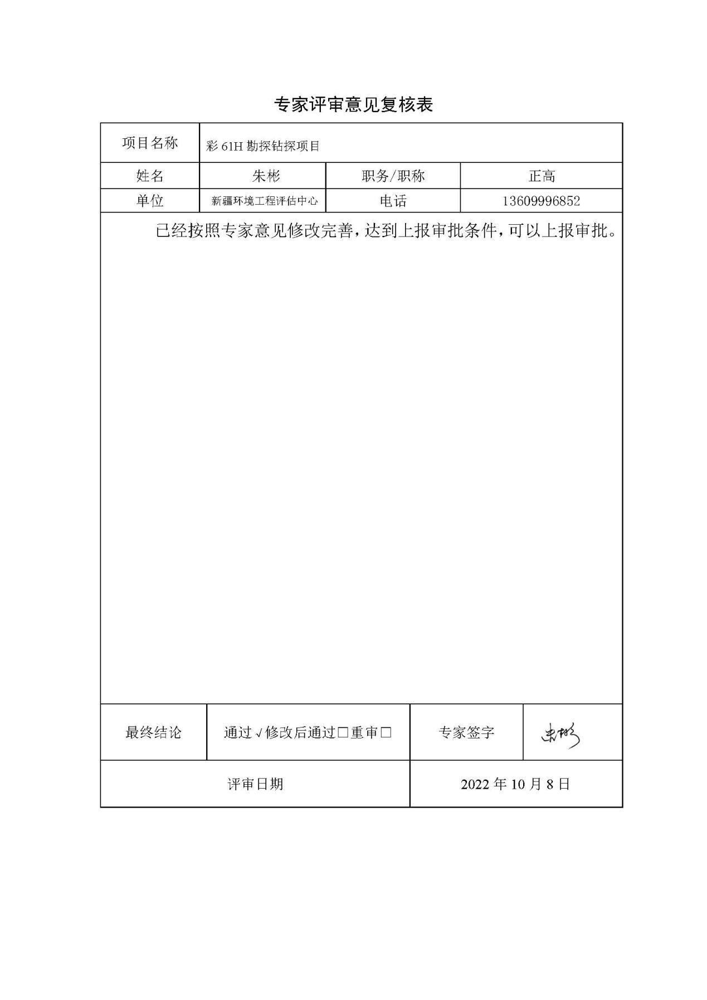 专家评审意见复核表
项目名称 彩 61H 勘探钻探项目
姓名 朱彬 职务/职称 正高
单位 新疆环境工程评估中心 电话 13609996852
已经按照专家意见修改完善，达到上报审批条件，可以上报审批。
最终结论 通过√修改后通过□重审□ 专家签字 朱彬
评审日期 2022 年 10 月 8 日